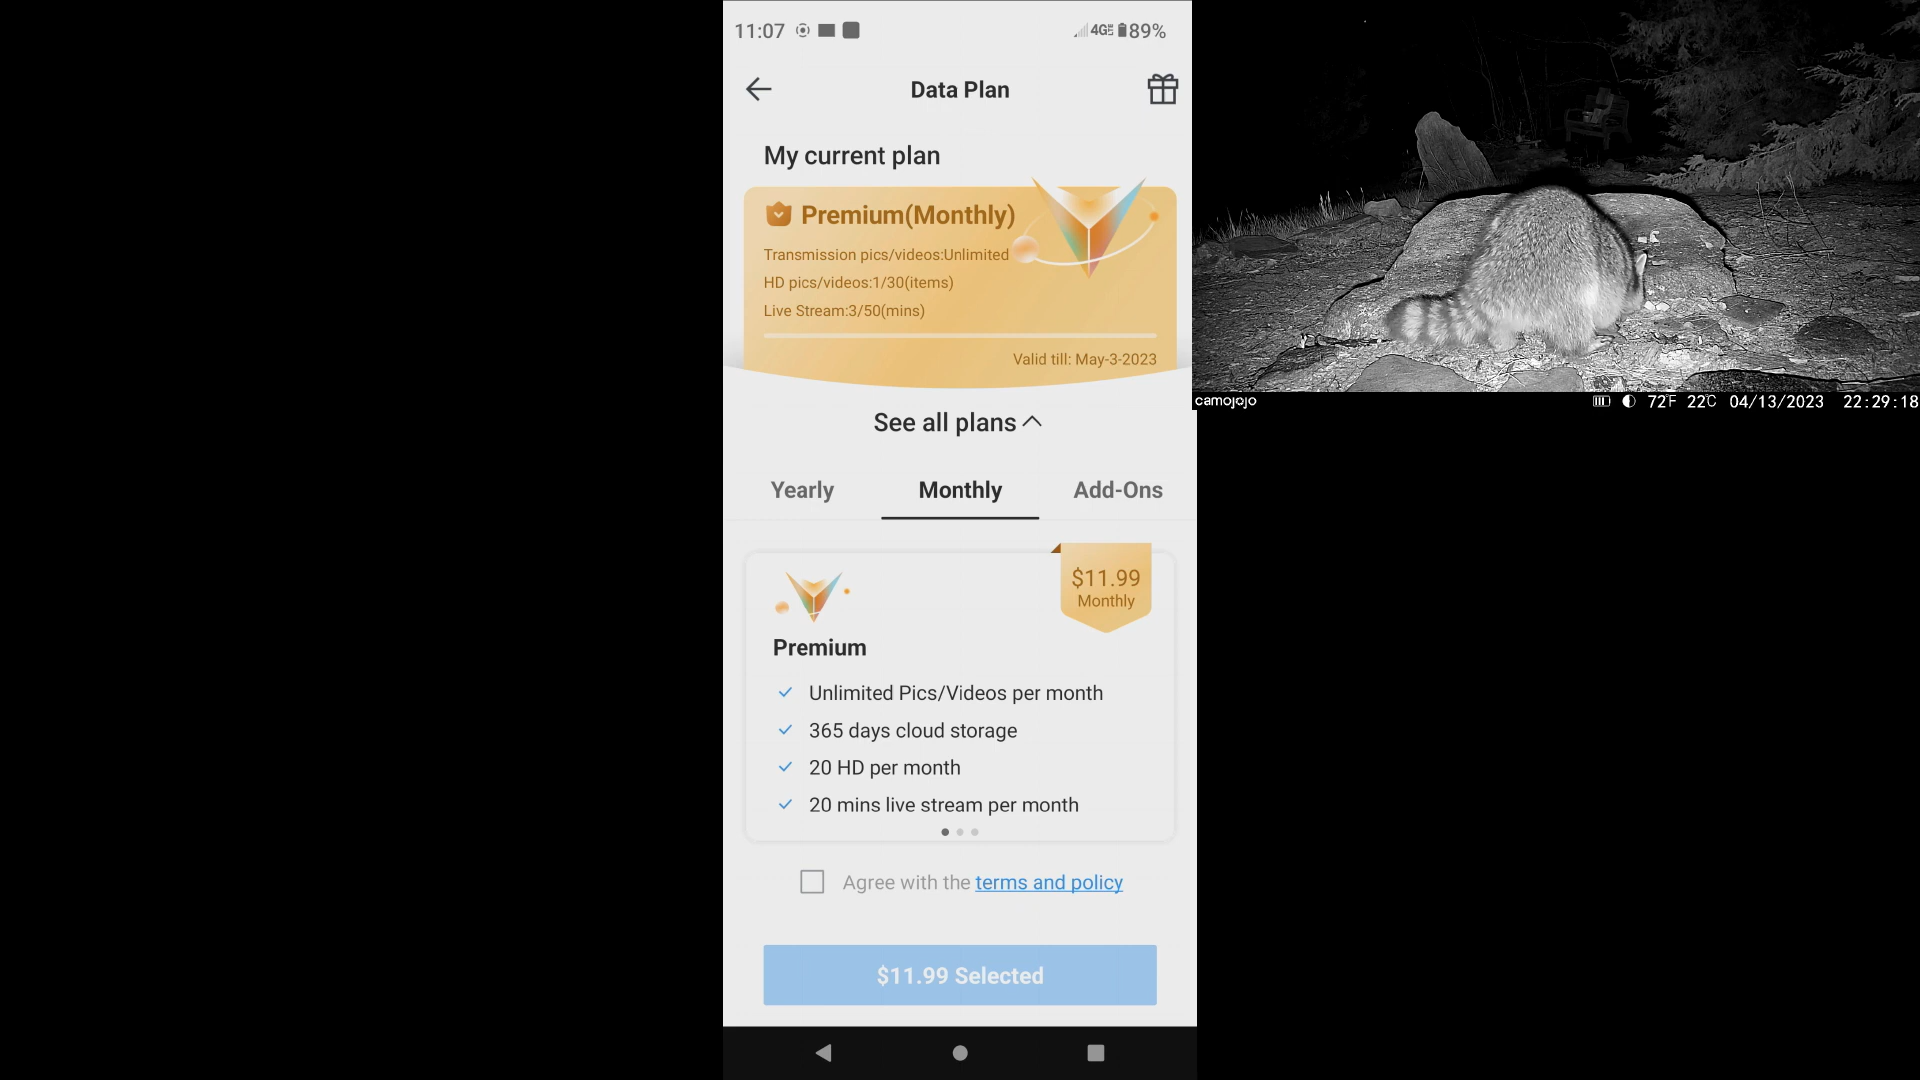 11:07
4G LTE 89%
Data Plan
My current plan
Premium(Monthly)
Transmission pics/videos:Unlimited
HD pics/videos:1/30(items)
Live Stream:3/50(mins)
Valid till: May-3-2023
See all plans
Yearly Monthly Add-Ons
$11.99
Monthly
Premium
Unlimited Pics/Videos per month
365 days cloud storage
20 HD per month
20 mins live stream per month
Agree with the terms and policy
$11.99 Selected
camojojo 72°F 22°C 04/13/2023 22:29:18